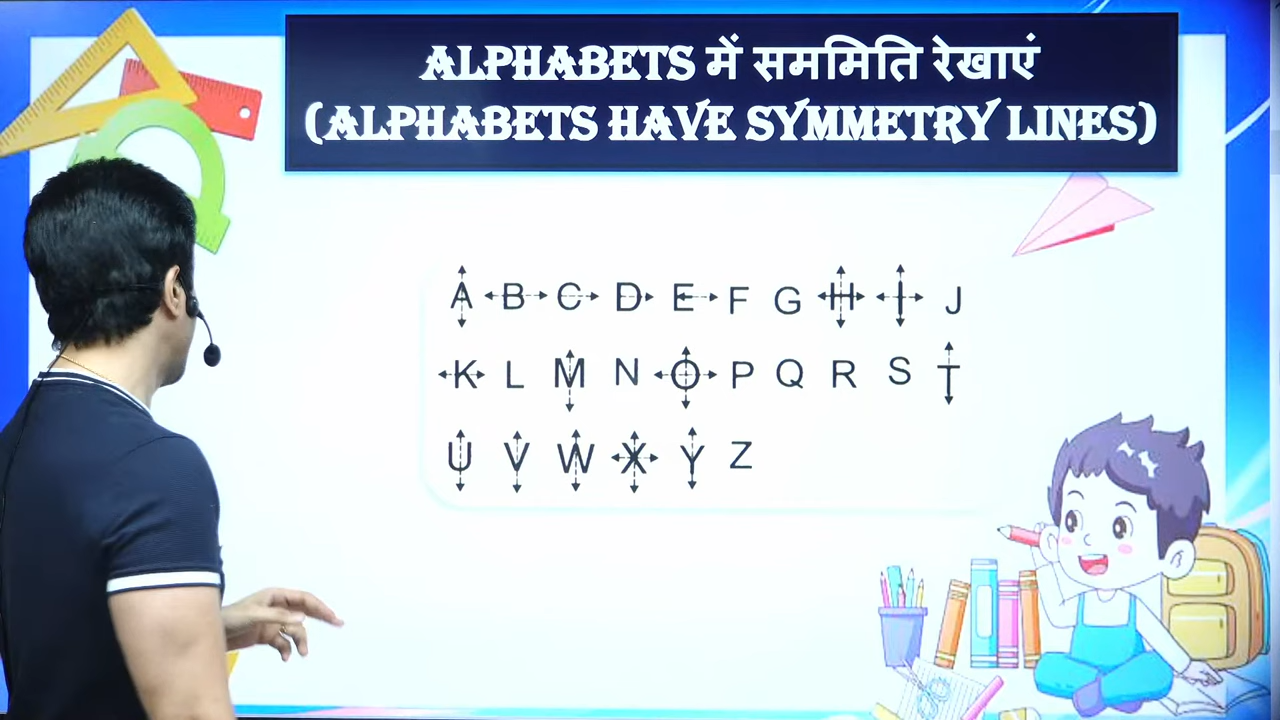 ALPHABETS में सममिति रेखाएं
(ALPHABETS HAVE SYMMETRY LINES)
A B C D E F G H I J
K L M N O P Q R S T
U V W X Y Z